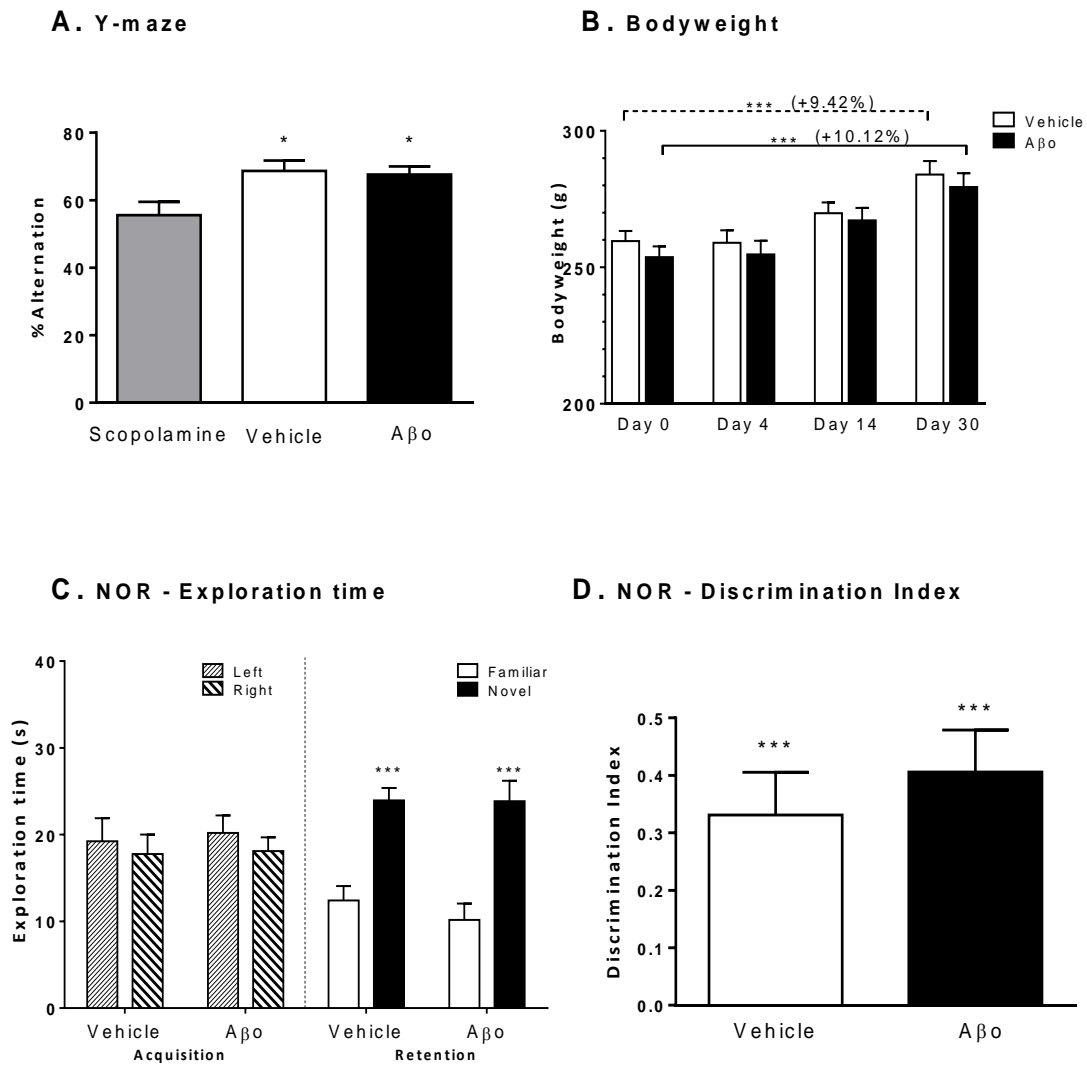 A. Y-maze
80
60
40
20
0
%Alternation
*
*
Scopolamine
Vehicle
Aβo
B. Bodyweight
*** (+9.42%)
*** (+10.12%)
Vehicle
Aβo
300
250
200
Bodyweight (g)
Day 0
Day 4
Day 14
Day 30
C. NOR - Exploration time
40
30
20
10
0
Exploration time (s)
Left
Right
Familiar
Novel
***
***
Vehicle
Aβo
Vehicle
Aβo
Acquisition
Retention
D. NOR - Discrimination Index
0.5
0.4
0.3
0.2
0.1
0.0
Discrimination Index
***
***
Vehicle
Aβo